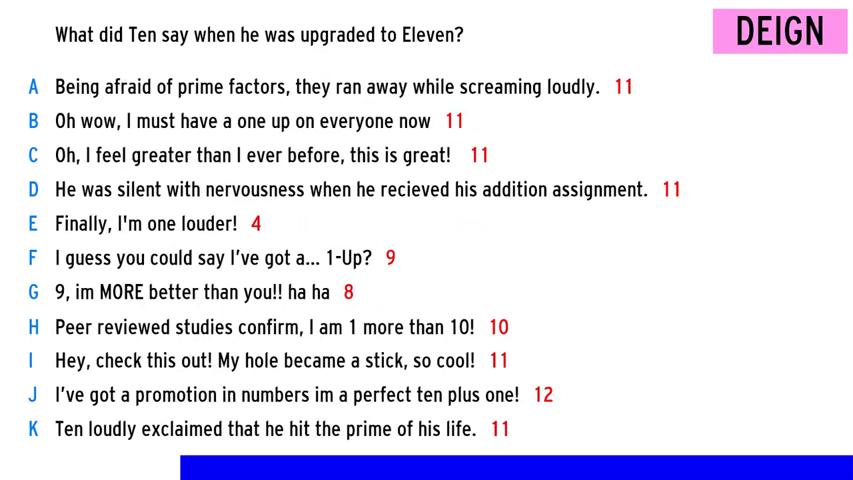 What did Ten say when he was upgraded to Eleven?
DEIGN
A Being afraid of prime factors, they ran away while screaming loudly. 11
B Oh wow, I must have a one up on everyone now 11
C Oh, I feel greater than I ever before, this is great! 11
D He was silent with nervousness when he recieved his addition assignment. 11
E Finally, I'm one louder! 4
F I guess you could say I've got a... 1-Up? 9
G 9, im MORE better than you!! ha ha 8
H Peer reviewed studies confirm, I am 1 more than 10! 10
I Hey, check this out! My hole became a stick, so cool! 11
J I've got a promotion in numbers im a perfect ten plus one! 12
K Ten loudly exclaimed that he hit the prime of his life. 11